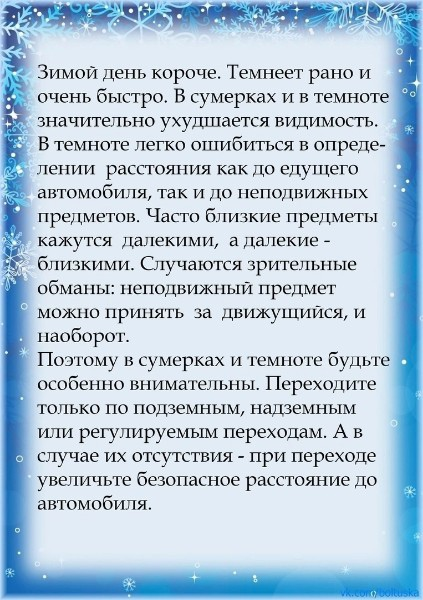 Зимой день короче. Темнеет рано и
очень быстро. В сумерках и в темноте
значительно ухудшается видимость.
В темноте легко ошибиться в опреде-
лении расстояния как до едущего
автомобиля, так и до неподвижных
предметов. Часто близкие предметы
кажутся далекими, а далекие -
близкими. Случаются зрительные
обманы: неподвижный предмет
можно принять за движущийся, и
наоборот.
Поэтому в сумерках и темноте будьте
особенно внимательны. Переходите
только по подземным, надземным
или регулируемым переходам. А в
случае их отсутствия - при переходе
увеличьте безопасное расстояние до
автомобиля.